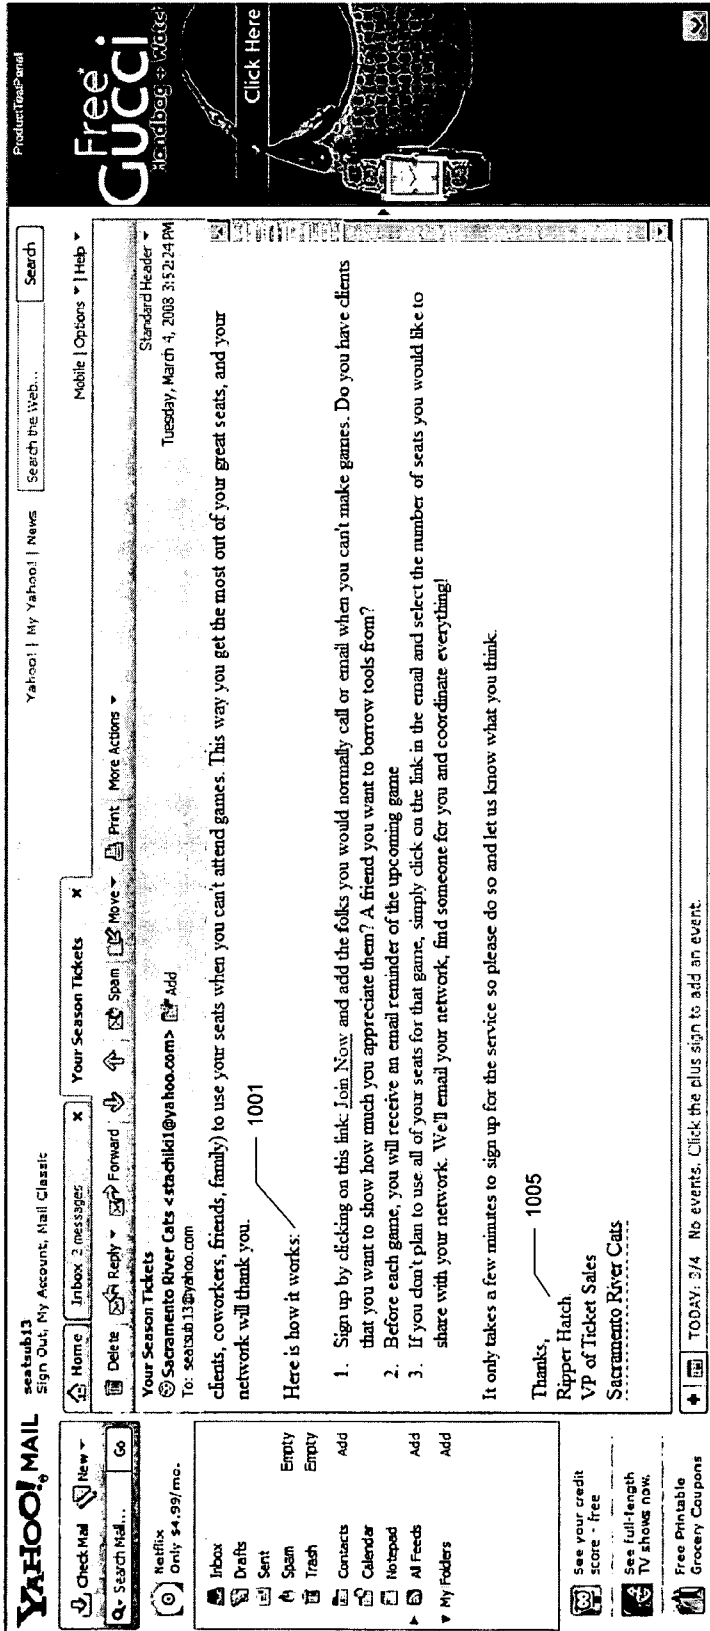 YAHOO! MAIL
seatsub13
Sign Out, My Account, Mail Classic
Yahoo! | My Yahoo! | News
Search the Web...
Search
Check Mail
New
Home
Inbox 2 messages
x
Your Season Tickets
x
Mobile | Options | Help
Search Mail...
Go
Delete
Reply
Forward
Spam
Move
Print
More Actions
Netflix
Only $4.99/mo.
Inbox
Drafts
Sent
Spam
Empty
Trash
Empty
Contacts
Add
Calendar
Notepad
All Feeds
Add
My Folders
Add
See your credit
score - free
See full-length
TV shows now.
Free Printable
Grocery Coupons
Your Season Tickets
Standard Header
Sacramento River Cats <stachild1@yahoo.com>
Add
Tuesday, March 4, 2008 3:52:24 PM
To: seatsub13@yahoo.com
clients, coworkers, friends, family) to use your seats when you can't attend games. This way you get the most out of your great seats, and your
network will thank you.
1001
Here is how it works:
1. Sign up by clicking on this link: Join Now and add the folks you would normally call or email when you can't make games. Do you have clients
that you want to show how much you appreciate them? A friend you want to borrow tools from?
2. Before each game, you will receive an email reminder of the upcoming game
3. If you don't plan to use all of your seats for that game, simply click on the link in the email and select the number of seats you would like to
share with your network. We'll email your network, find someone for you and coordinate everything!
It only takes a few minutes to sign up for the service so please do so and let us know what you think.
1005
Thanks,
Ripper Hatch
VP of Ticket Sales
Sacramento River Cats
+
TODAY: 3/4 No events. Click the plus sign to add an event.
ProductTestPanel
Free*
GUCCI
Handbag + Watch
Click Here